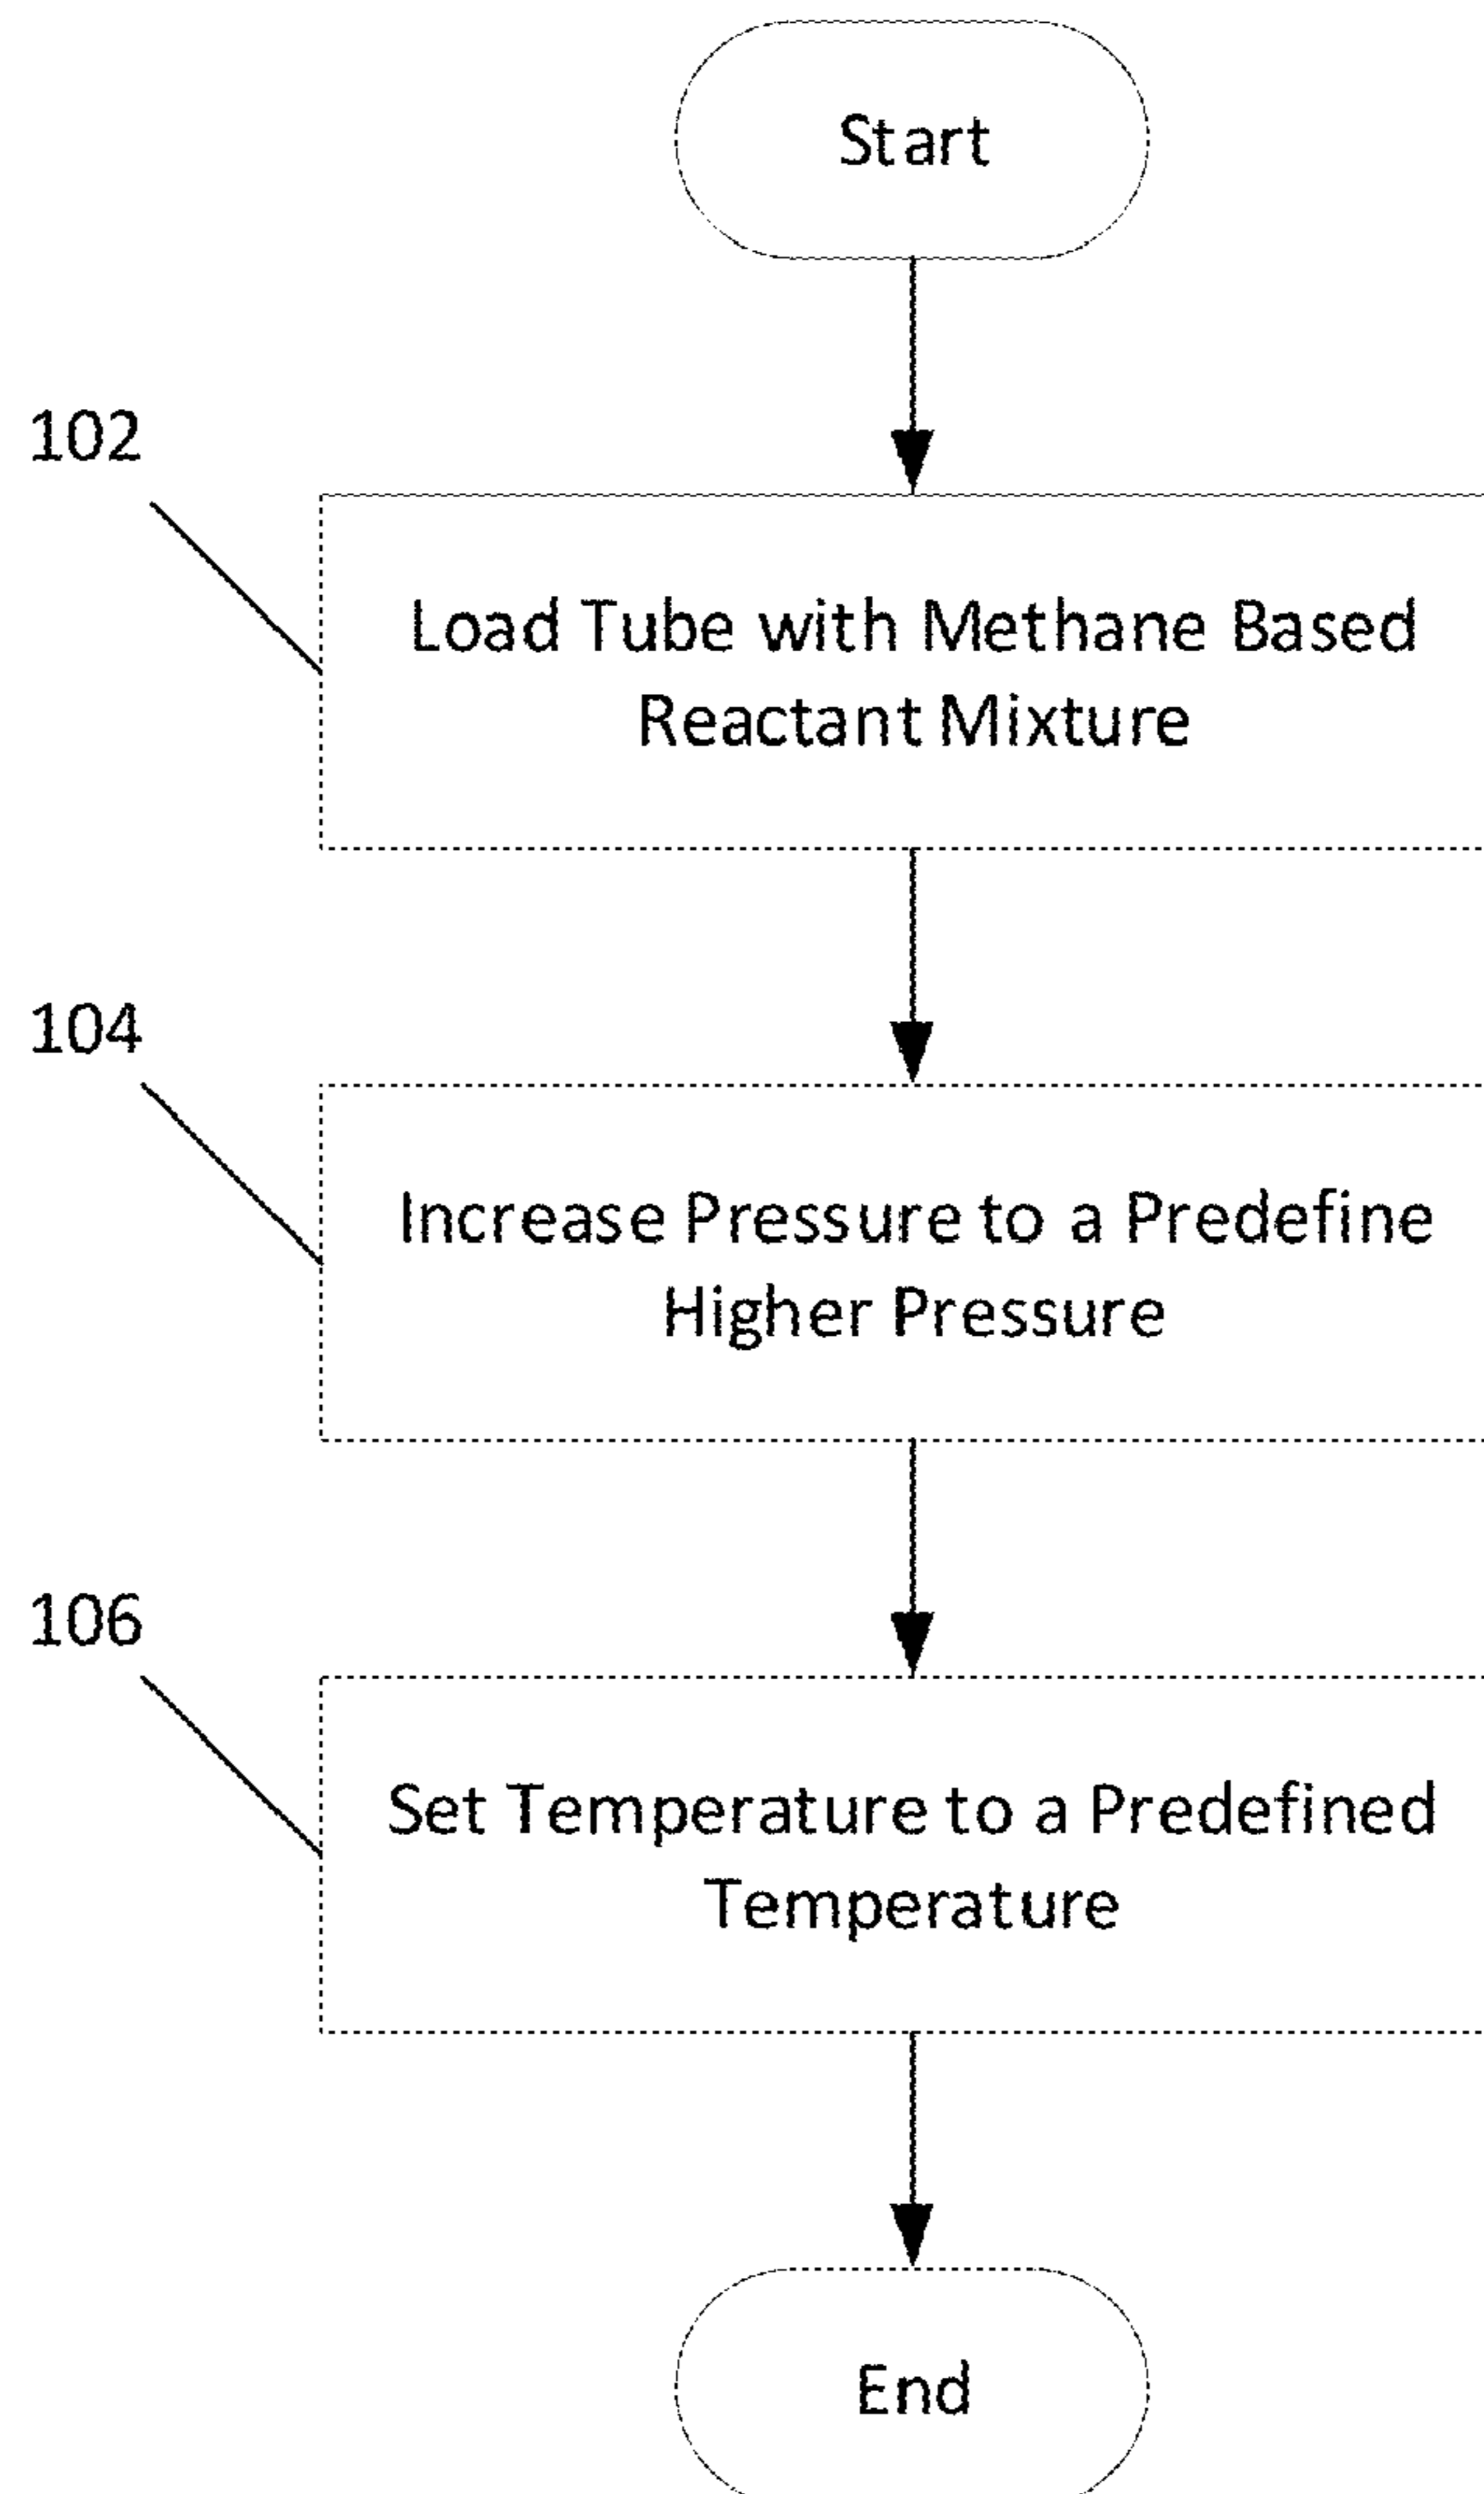 Start
102
Load Tube with Methane Based
Reactant Mixture
104
Increase Pressure to a Predefine
Higher Pressure
106
Set Temperature to a Predefined
Temperature
End